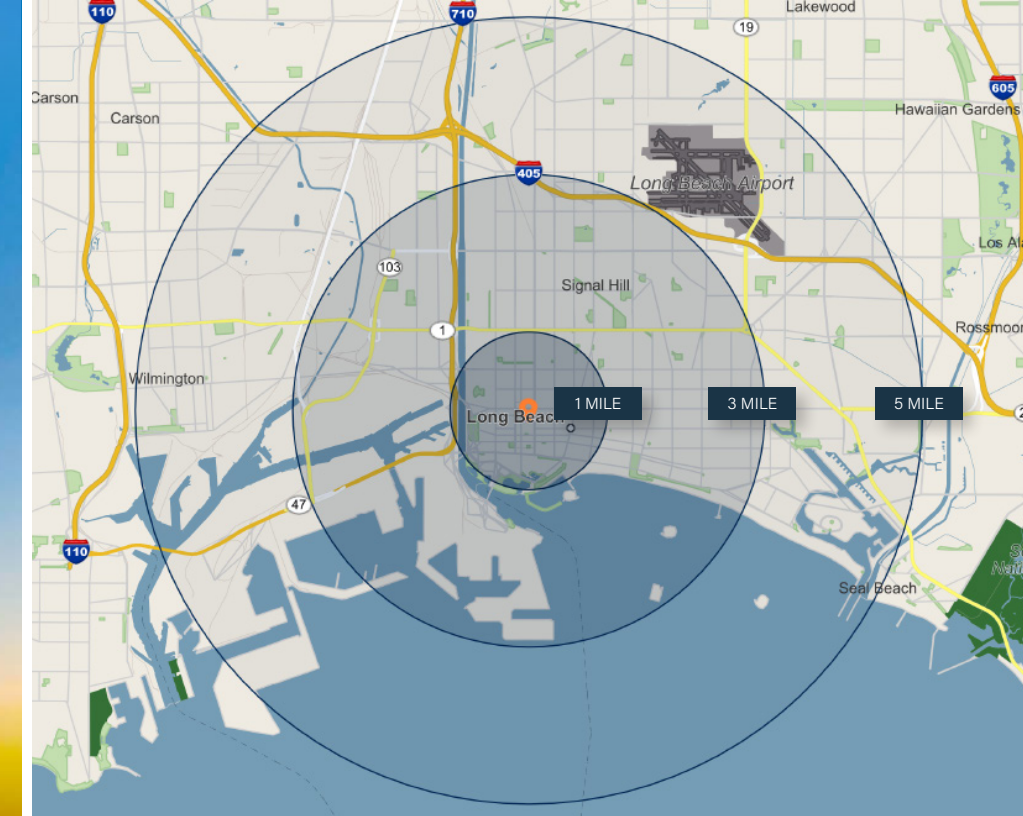 110
710
Lakewood
19
605
Carson
Carson
Hawaiian Gardens
405
Long Beach Airport
Los
103
Signal Hill
1
Rossmoor
Wilmington
1 MILE
3 MILE
5 MILE
Long Beach
47
110
Seal Beach